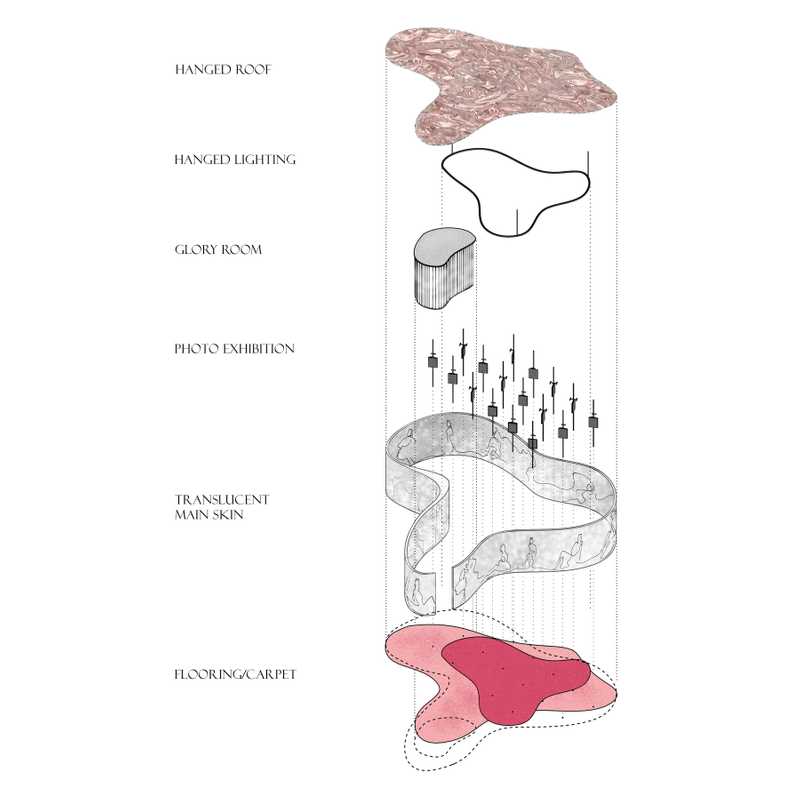 HANGED ROOF
HANGED LIGHTING
GLORY ROOM
PHOTO EXHIBITION
TRANSLUCENT
MAIN SKIN
FLOORING/CARPET